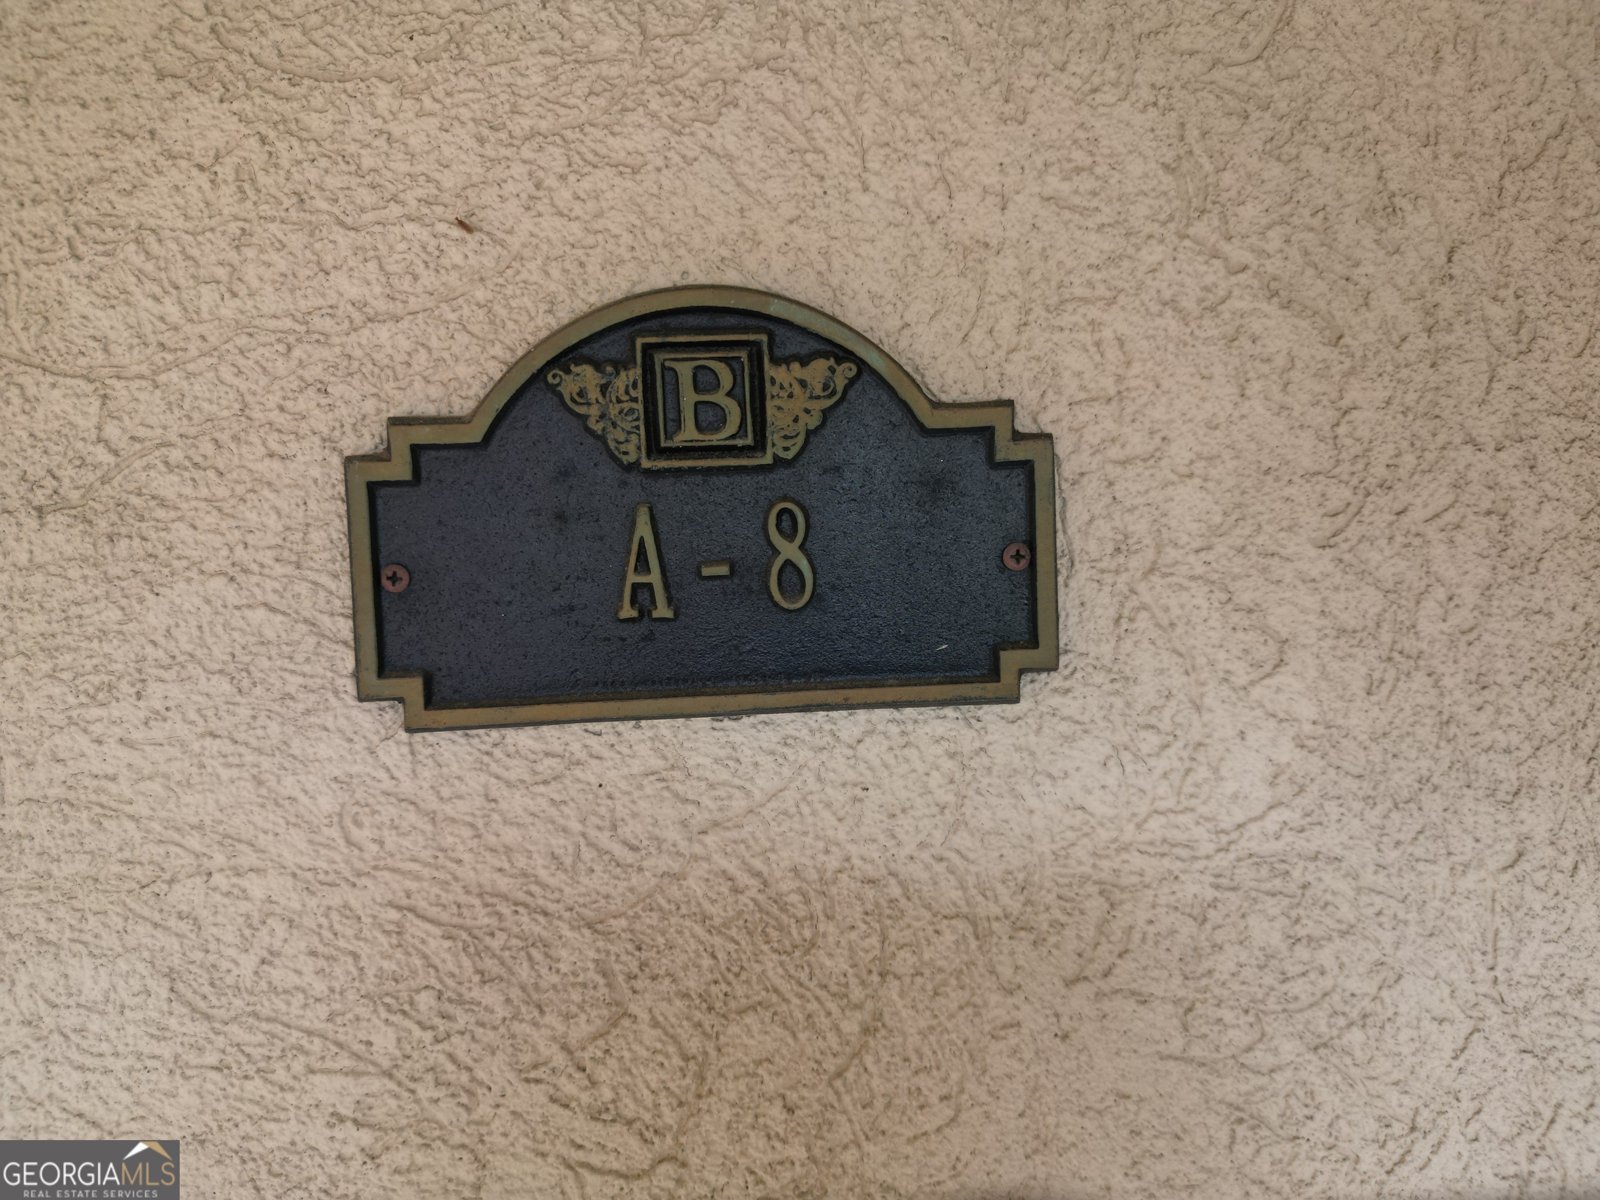 B
A - 8
GEORGIAMLS
REAL ESTATE SERVICES